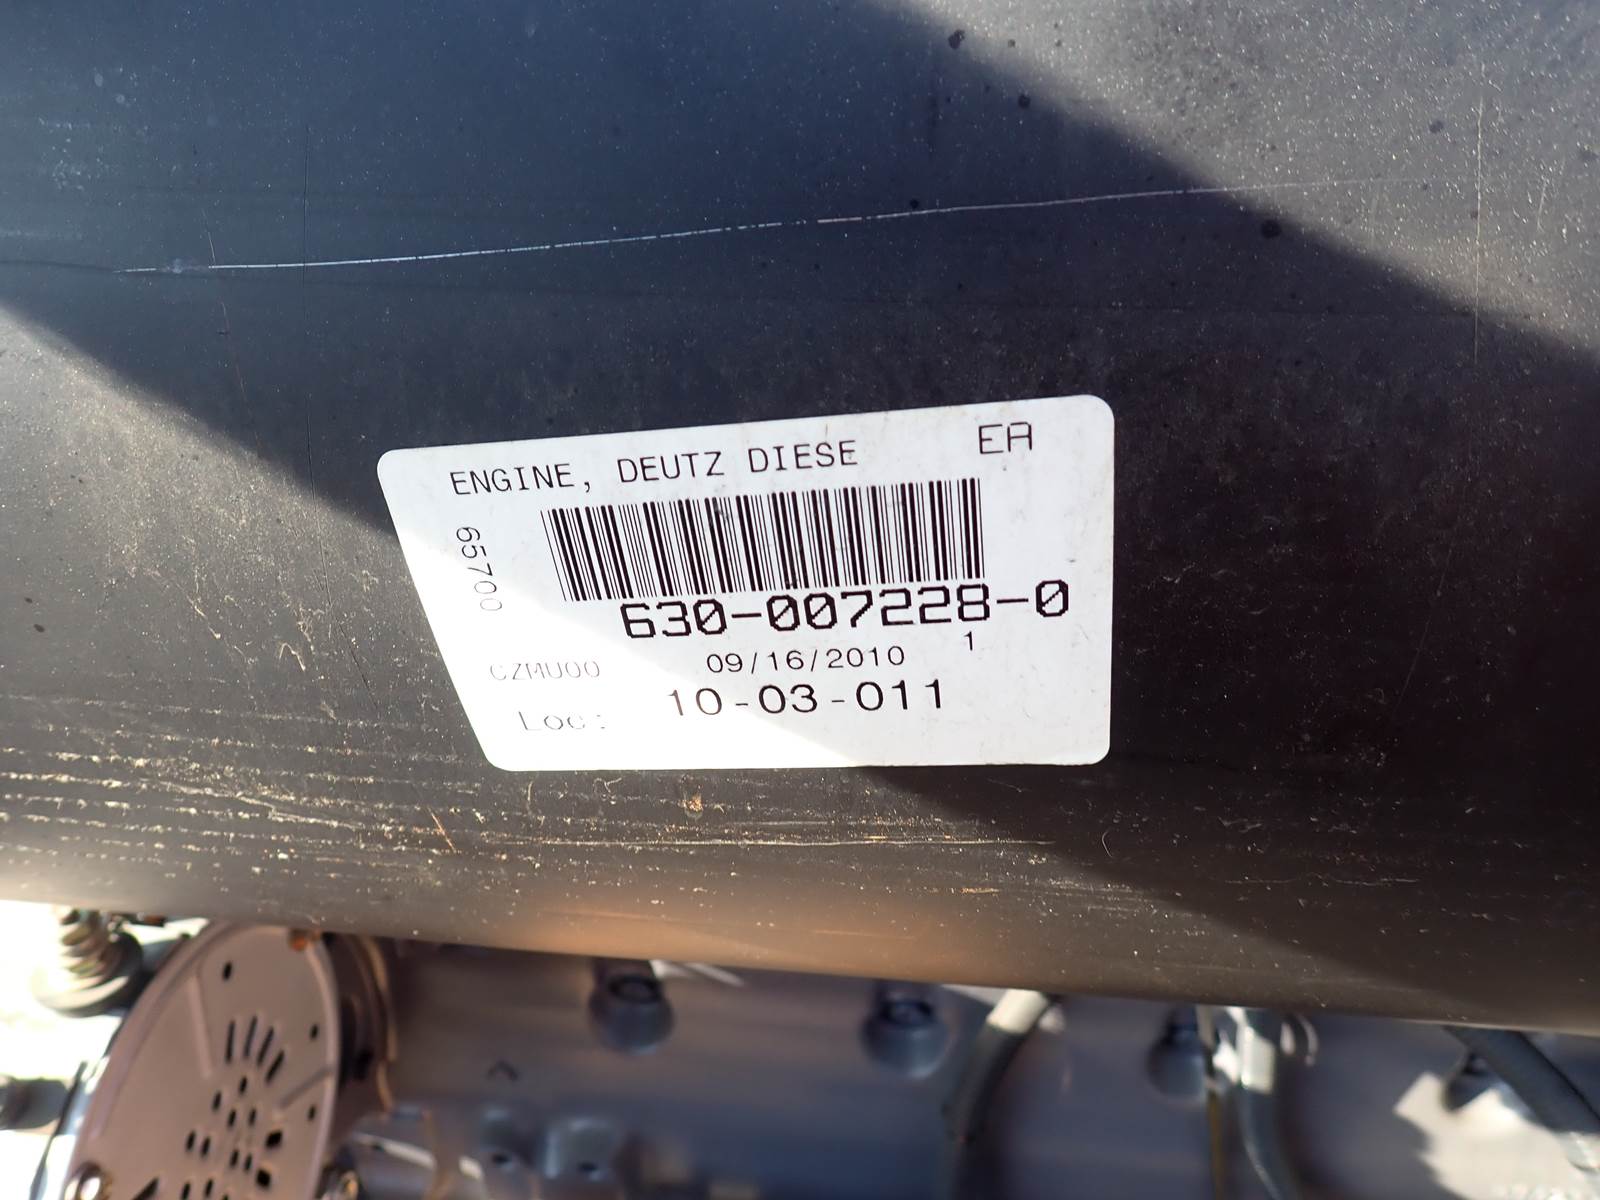 ENGINE, DEUTZ DIESE EA
65700
630-007228-0
CZMU00 09/16/2010 1
Loc: 10-03-011